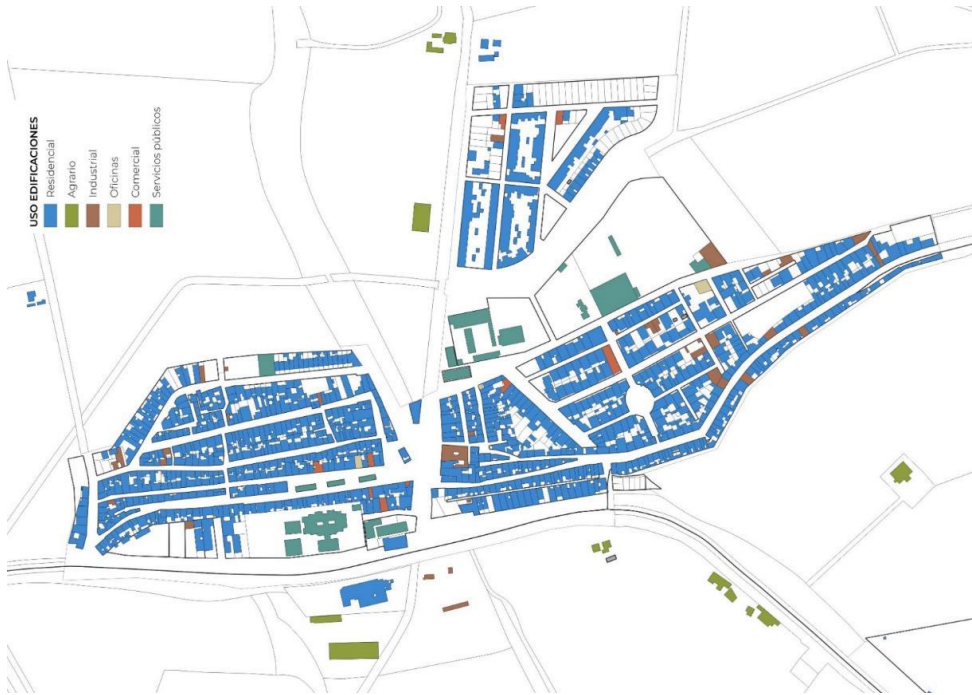 USO EDIFICACIONES
Residencial
Agrario
Industrial
Oficinas
Comercial
Servicios públicos